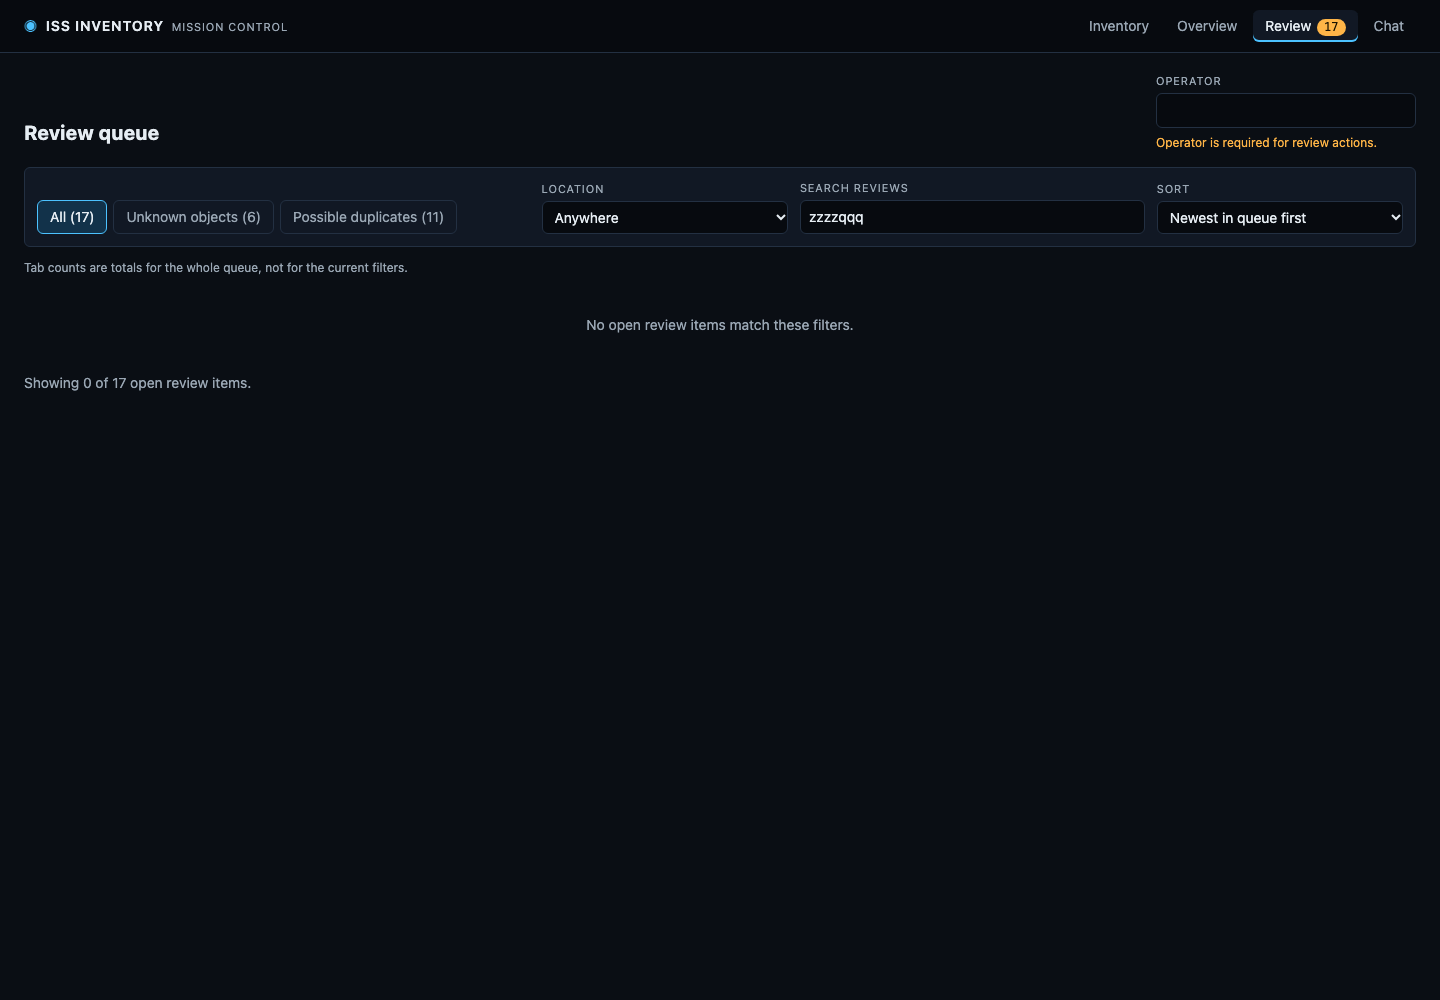 ISS INVENTORY MISSION CONTROL
Inventory Overview Review 17 Chat
OPERATOR
Operator is required for review actions.
Review queue
All (17) Unknown objects (6) Possible duplicates (11)
LOCATION
Anywhere
SEARCH REVIEWS
zzzzqqq
SORT
Newest in queue first
Tab counts are totals for the whole queue, not for the current filters.
No open review items match these filters.
Showing 0 of 17 open review items.